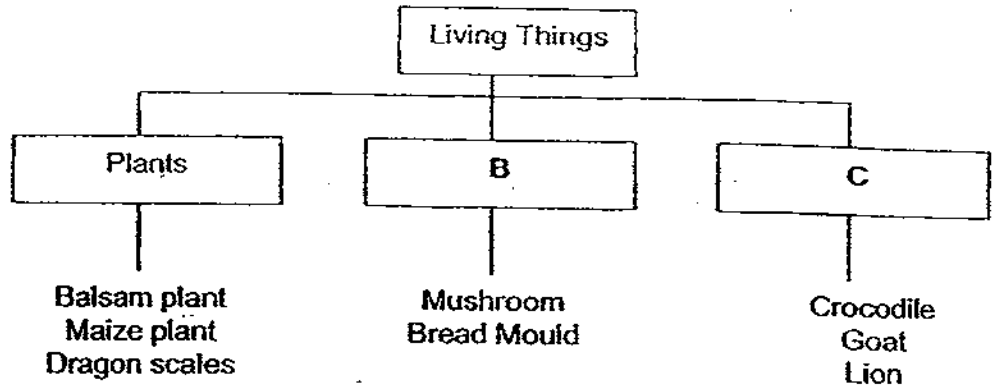 Living Things
Plants
B
C
Balsam plant
Maize plant
Dragon scales
Mushroom
Bread Mould
Crocodile
Goat
Lion